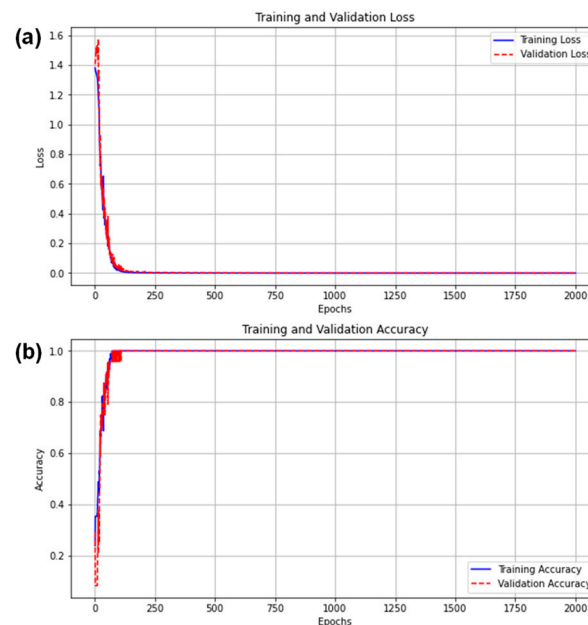 (a)
Training and Validation Loss
1.6
1.4
1.2
1.0
0.8
0.6
0.4
0.2
0.0
Loss
Training Loss
Validation Loss
0 250 500 750 1000 1250 1500 1750 2000
Epochs
(b)
Training and Validation Accuracy
1.0
0.8
0.6
0.4
0.2
Accuracy
Training Accuracy
Validation Accuracy
0 250 500 750 1000 1250 1500 1750 2000
Epochs